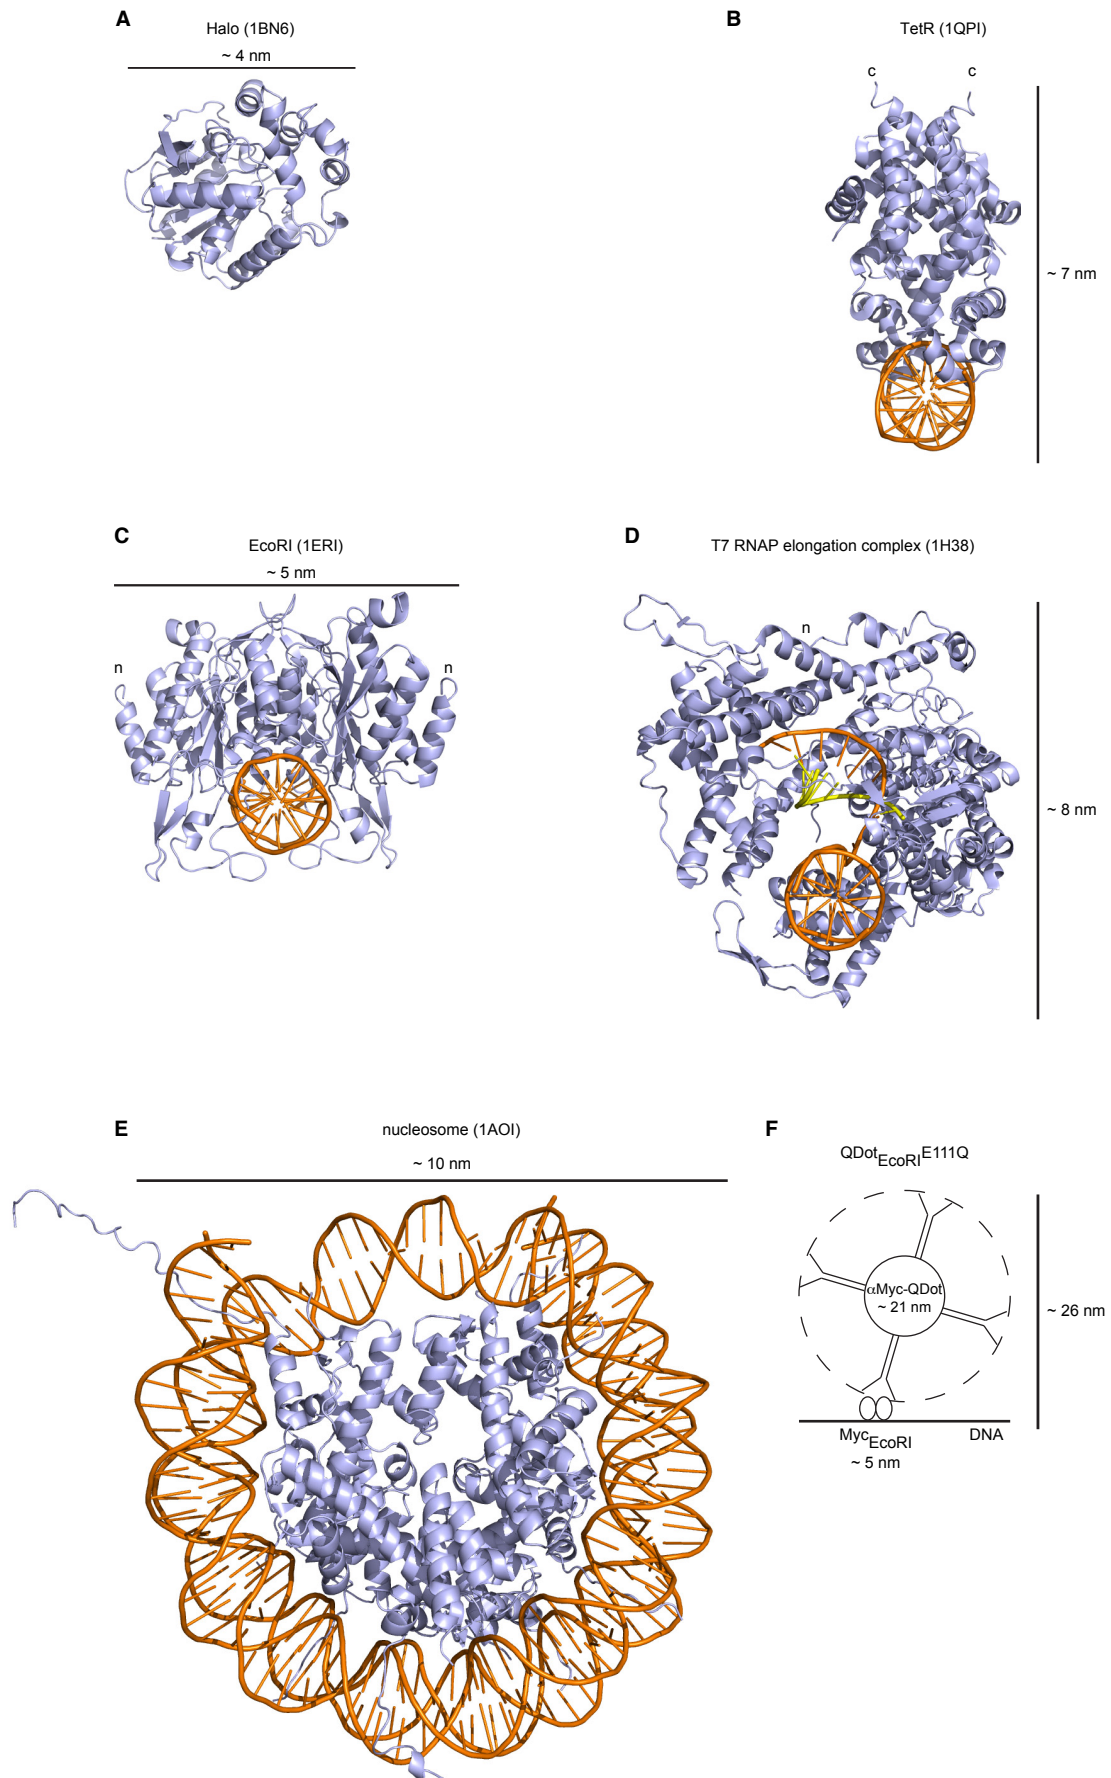 A
Halo (1BN6)
~ 4 nm
B
TetR (1QPI)
c
c
~ 7 nm
C
EcoRI (1ERI)
~ 5 nm
n
n
D
T7 RNAP elongation complex (1H38)
n
~ 8 nm
E
nucleosome (1AOI)
~ 10 nm
F
QDotEcoRIE111Q
αMyc-QDot
~ 21 nm
~ 26 nm
MycEcoRI
~ 5 nm
DNA